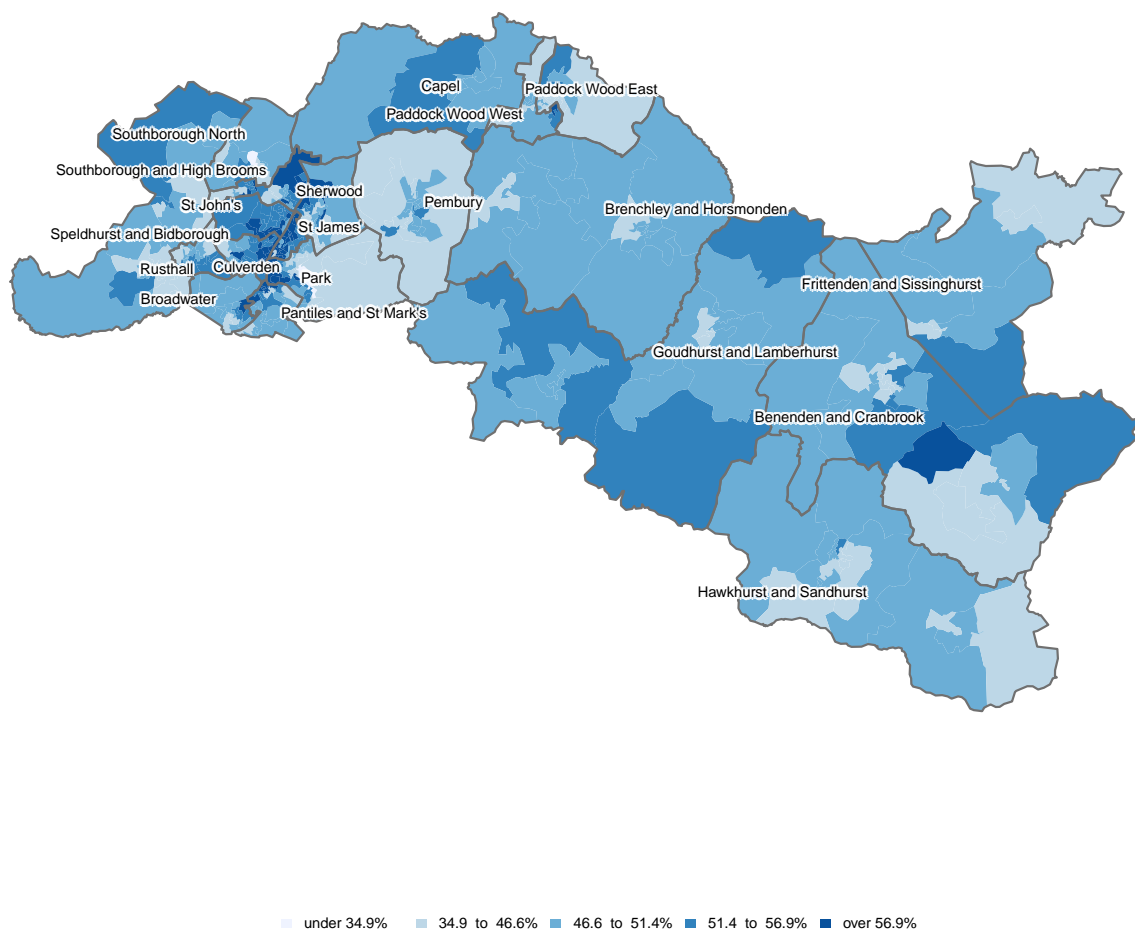 Capel
Paddock Wood East
Paddock Wood West
Southborough North
Southborough and High Brooms
Sherwood
St John's
Pembury
Brenchley and Horsmonden
St James'
Speldhurst and Bidborough
Rusthall
Culverden
Park
Frittenden and Sissinghurst
Broadwater
Pantiles and St Mark's
Goudhurst and Lamberhurst
Benenden and Cranbrook
Hawkhurst and Sandhurst
under 34.9% 34.9 to 46.6% 46.6 to 51.4% 51.4 to 56.9% over 56.9%